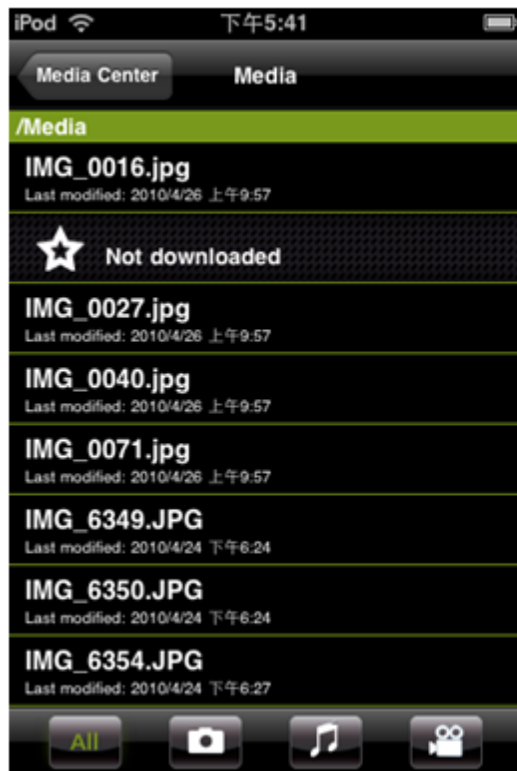 iPod 下午5:41
Media Center Media
/Media
IMG_0016.jpg
Last modified: 2010/4/26 上午9:57
Not downloaded
IMG_0027.jpg
Last modified: 2010/4/26 上午9:57
IMG_0040.jpg
Last modified: 2010/4/26 上午9:57
IMG_0071.jpg
Last modified: 2010/4/26 上午9:57
IMG_6349.JPG
Last modified: 2010/4/24 下午6:24
IMG_6350.JPG
Last modified: 2010/4/24 下午6:24
IMG_6354.JPG
Last modified: 2010/4/24 下午6:27
All